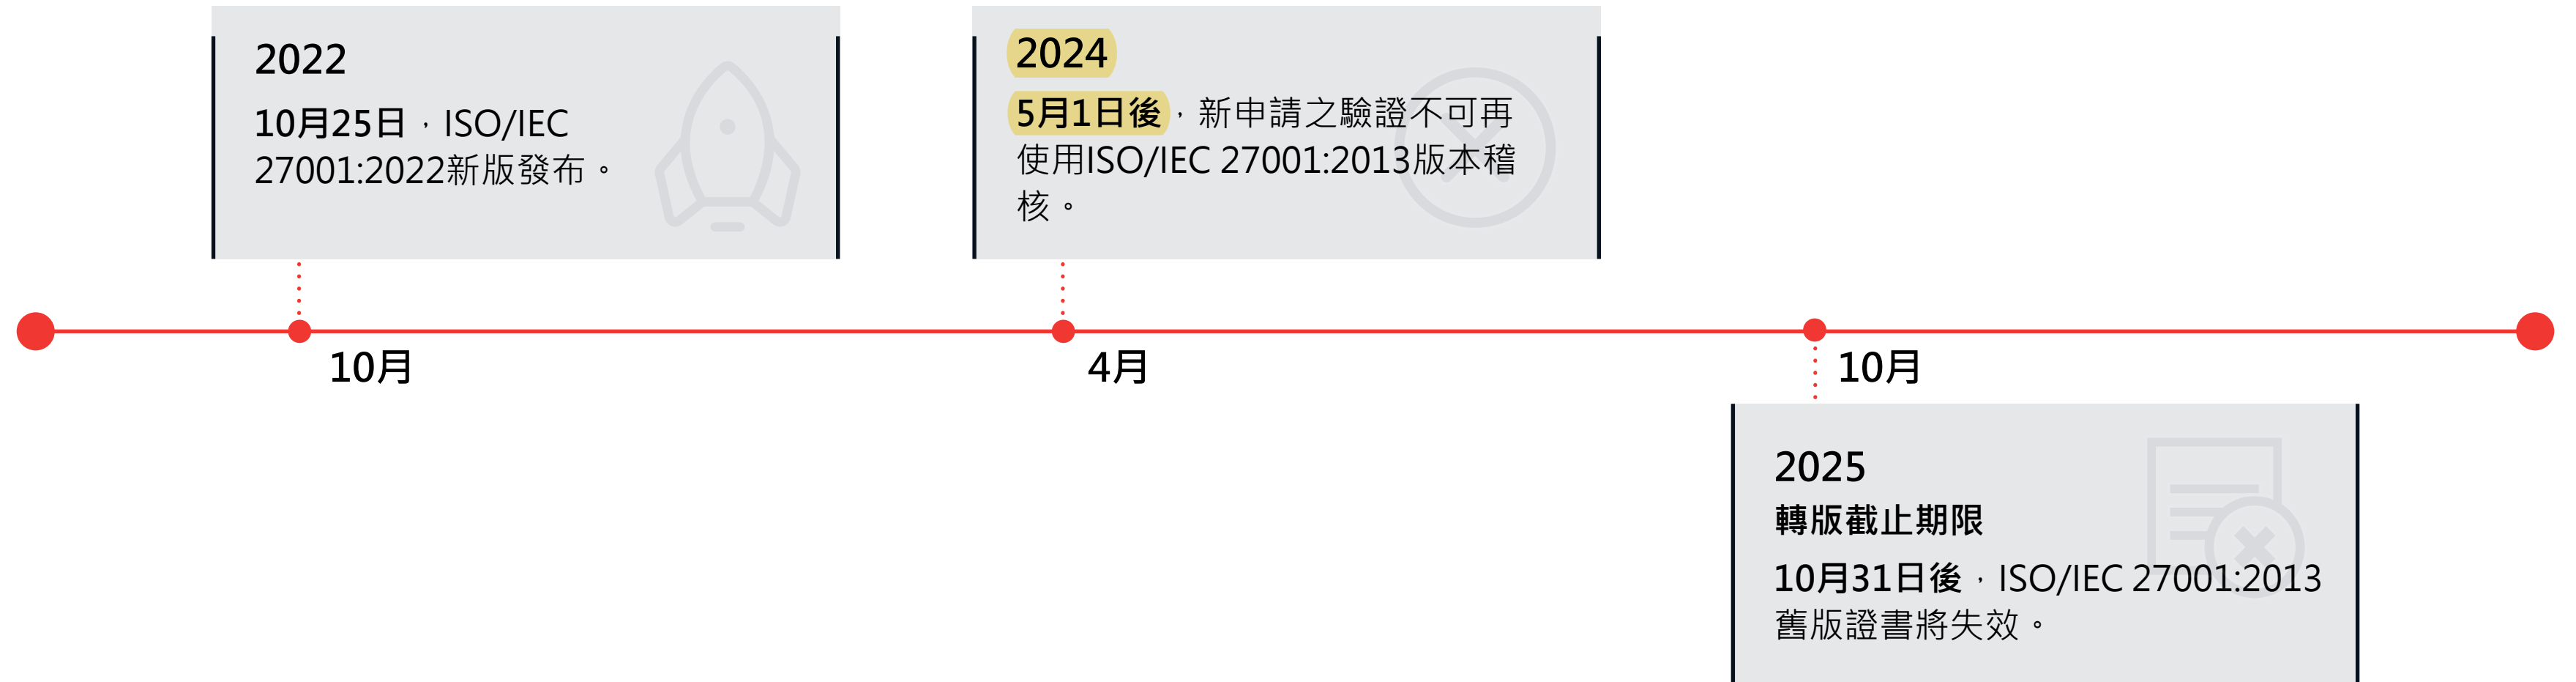 2022
10月25日，ISO/IEC
27001:2022新版發布。
2024
5月1日後，新申請之驗證不可再
使用ISO/IEC 27001:2013版本稽
核。
10月
4月
10月
2025
轉版截止期限
10月31日後，ISO/IEC 27001:2013
舊版證書將失效。